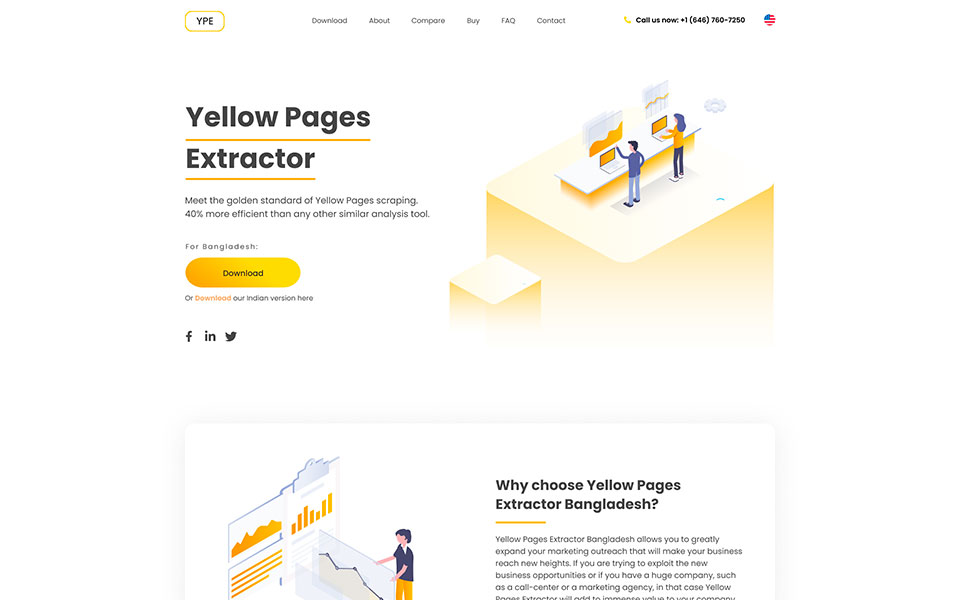 YPE
Download
About
Compare
Buy
FAQ
Contact
Call us now: +1 (646) 760-7250
Yellow Pages
Extractor
Meet the golden standard of Yellow Pages scraping.
40% more efficient than any other similar analysis tool.
For Bangladesh:
Download
Or Download our Indian version here
Why choose Yellow Pages
Extractor Bangladesh?
Yellow Pages Extractor Bangladesh allows you to greatly
expand your marketing outreach that will make your business
reach new heights. If you are trying to exploit the new
business opportunities or if you have a huge company, such
as a call-center or a marketing agency, in that case Yellow
Pages Extractor will add to immense value to your company